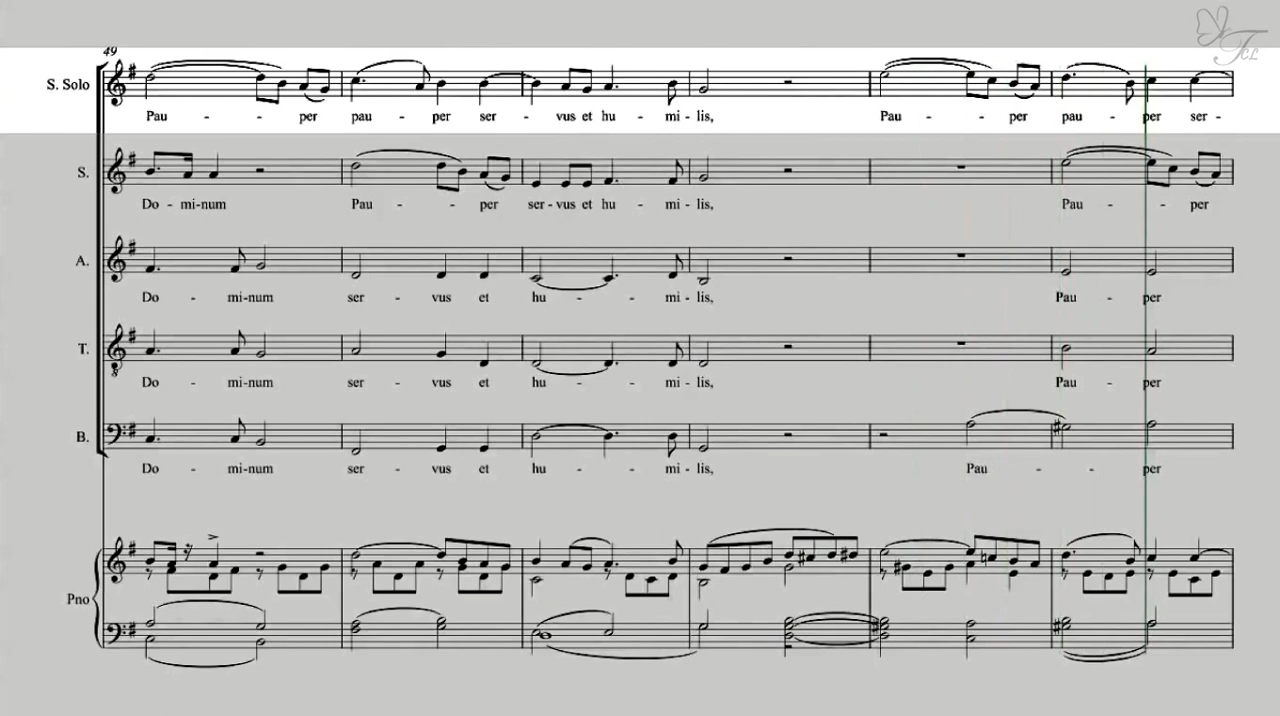 TCL
49
S. Solo
Pau - - per pau - per ser - vus et hu - mi - lis, Pau - - per pau - per ser -
S.
Do - mi-num Pau - - per ser - vus et hu - mi - lis, Pau - - per
A.
Do - mi-num ser - vus et hu - - mi - lis, Pau - per
T.
Do - mi-num ser - vus et hu - - mi - lis, Pau - per
B.
Do - mi-num ser - vus et hu - - mi - lis, Pau - - per
Pno